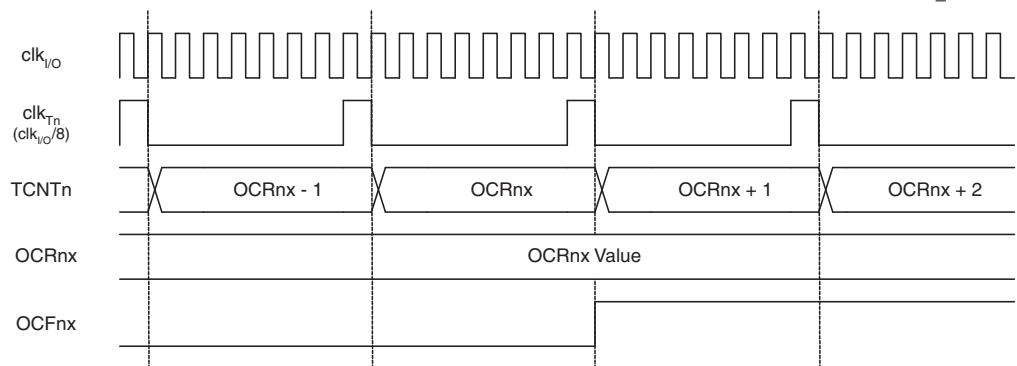 clkI/O
clkTn
(clkI/O/8)
TCNTn OCRnx - 1 OCRnx OCRnx + 1 OCRnx + 2
OCRnx OCRnx Value
OCFnx